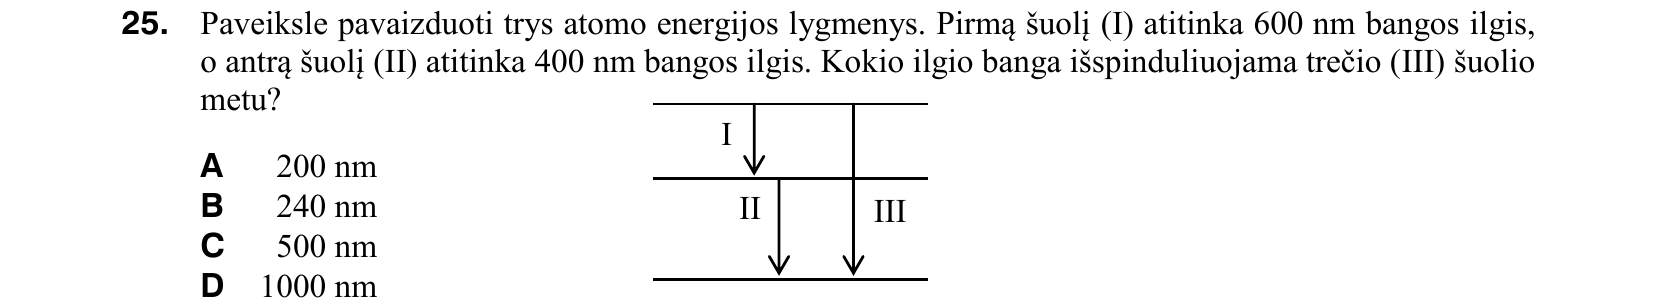 25. Paveiksle pavaizduoti trys atomo energijos lygmenys. Pirmą šuolį (I) atitinka 600 nm bangos ilgis,
o antrą šuolį (II) atitinka 400 nm bangos ilgis. Kokio ilgio banga išspinduliuojama trečio (III) šuolio
metu?
I
A 200 nm
B 240 nm
II III
C 500 nm
D 1000 nm